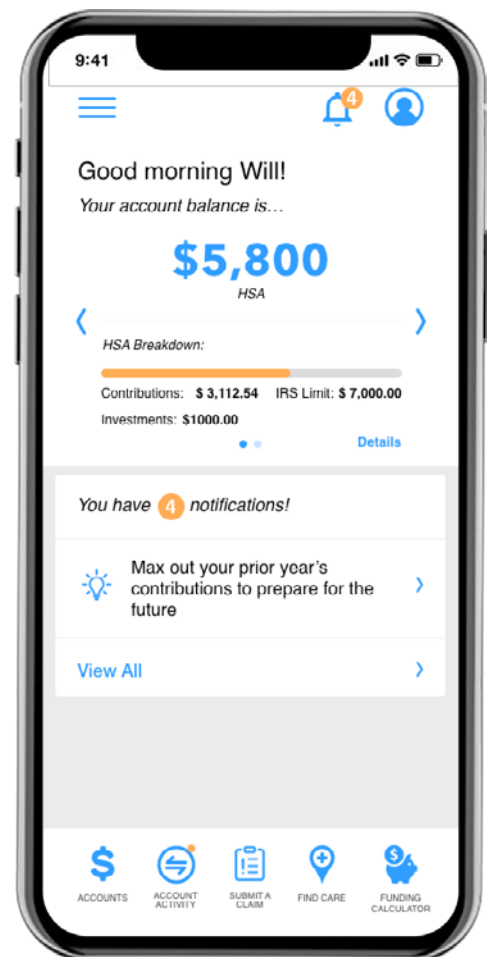 9:41
4
Good morning Will!
Your account balance is...
$5,800
HSA
HSA Breakdown:
Contributions: $ 3,112.54 IRS Limit: $ 7,000.00
Investments: $1000.00
Details
You have 4 notifications!
Max out your prior year's
contributions to prepare for the
future
View All
$ $
ACCOUNTS ACCOUNT SUBMIT A FIND CARE FUNDING
ACTIVITY CLAIM CALCULATOR